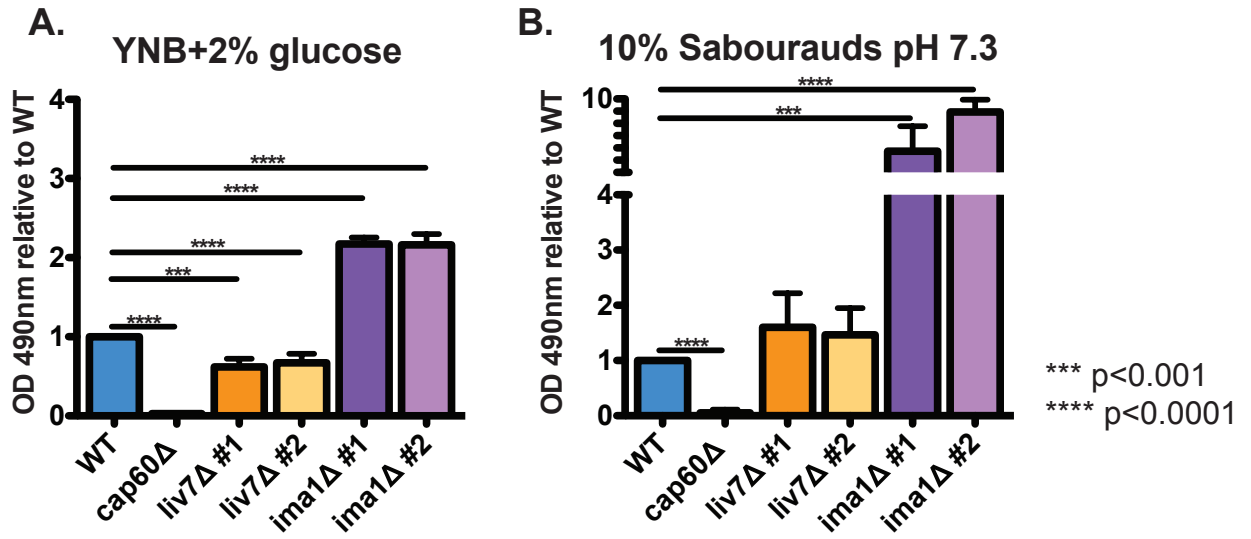 A.
YNB+2% glucose
OD 490nm relative to WT
4
3
2
1
0
****
****
****
***
****
WT
cap60Δ
liv7Δ #1
liv7Δ #2
ima1Δ #1
ima1Δ #2
B.
10% Sabourauds pH 7.3
OD 490nm relative to WT
10
4
3
2
1
0
****
***
****
WT
cap60Δ
liv7Δ #1
liv7Δ #2
ima1Δ #1
ima1Δ #2
*** p<0.001
**** p<0.0001